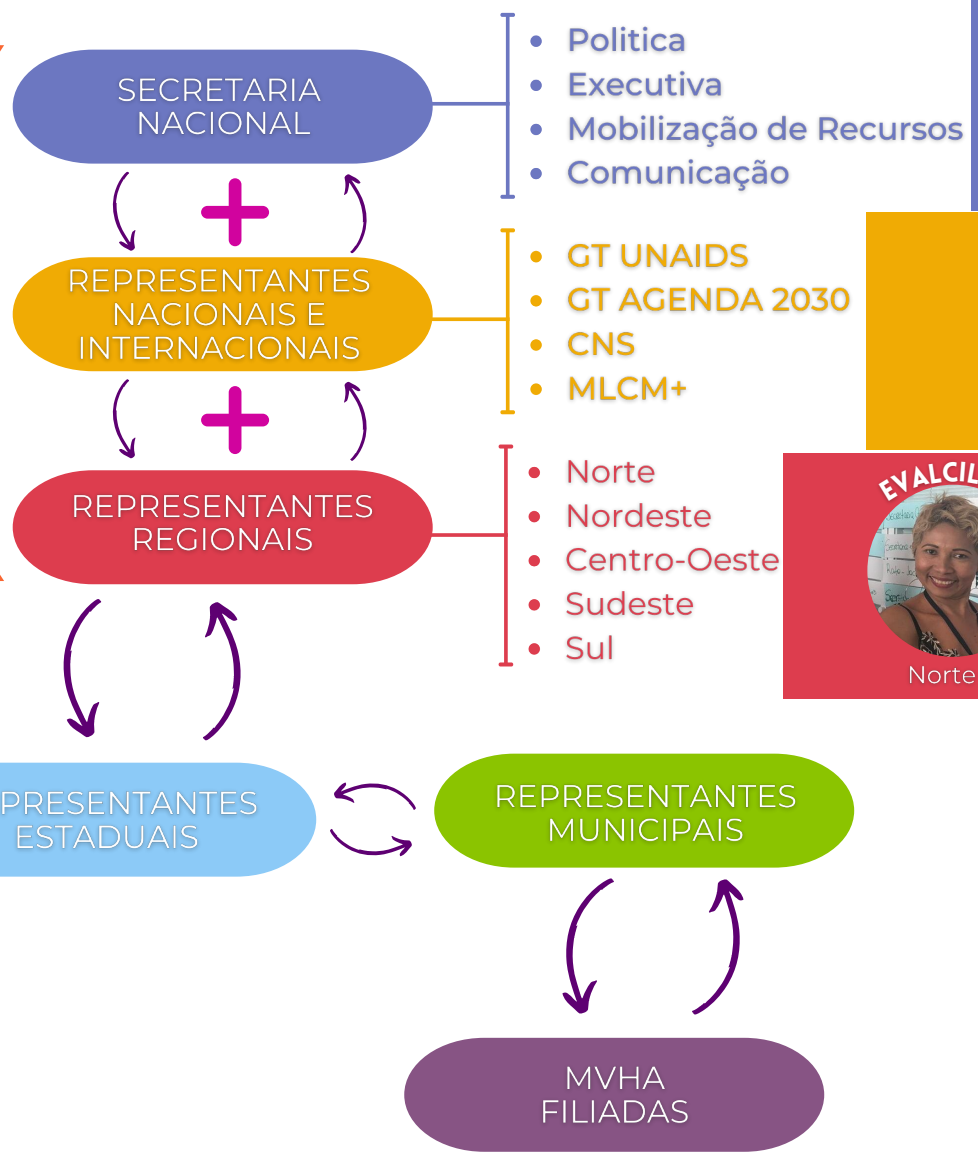 SECRETARIA
NACIONAL
Politica
Executiva
Mobilização de Recursos
Comunicação
REPRESENTANTES
NACIONAIS E
INTERNACIONAIS
GT UNAIDS
GT AGENDA 2030
CNS
MLCM+
REPRESENTANTES
REGIONAIS
Norte
Nordeste
Centro-Oeste
Sudeste
Sul
EVALCIL
Norte
PRESENTANTES
ESTADUAIS
REPRESENTANTES
MUNICIPAIS
MVHA
FILIADAS